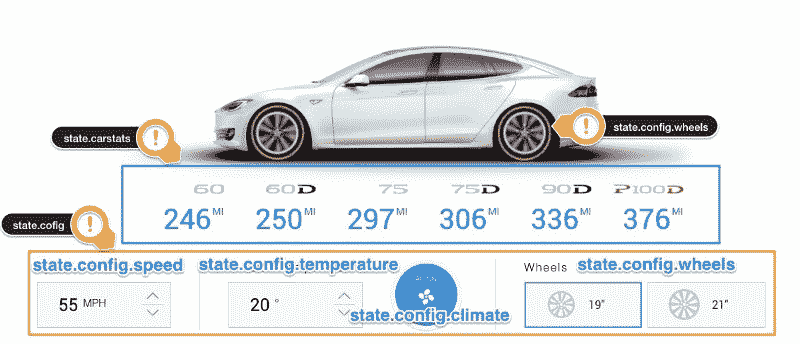 state.config.wheels
state.carstats
60 60D 75 75D 90D P100D
246 MI 250 MI 297 MI 306 MI 336 MI 376 MI
state.cofig
state.config.speed state.config.temperature Wheels state.config.wheels
55 MPH 20 ° 19" 21"
state.config.climate